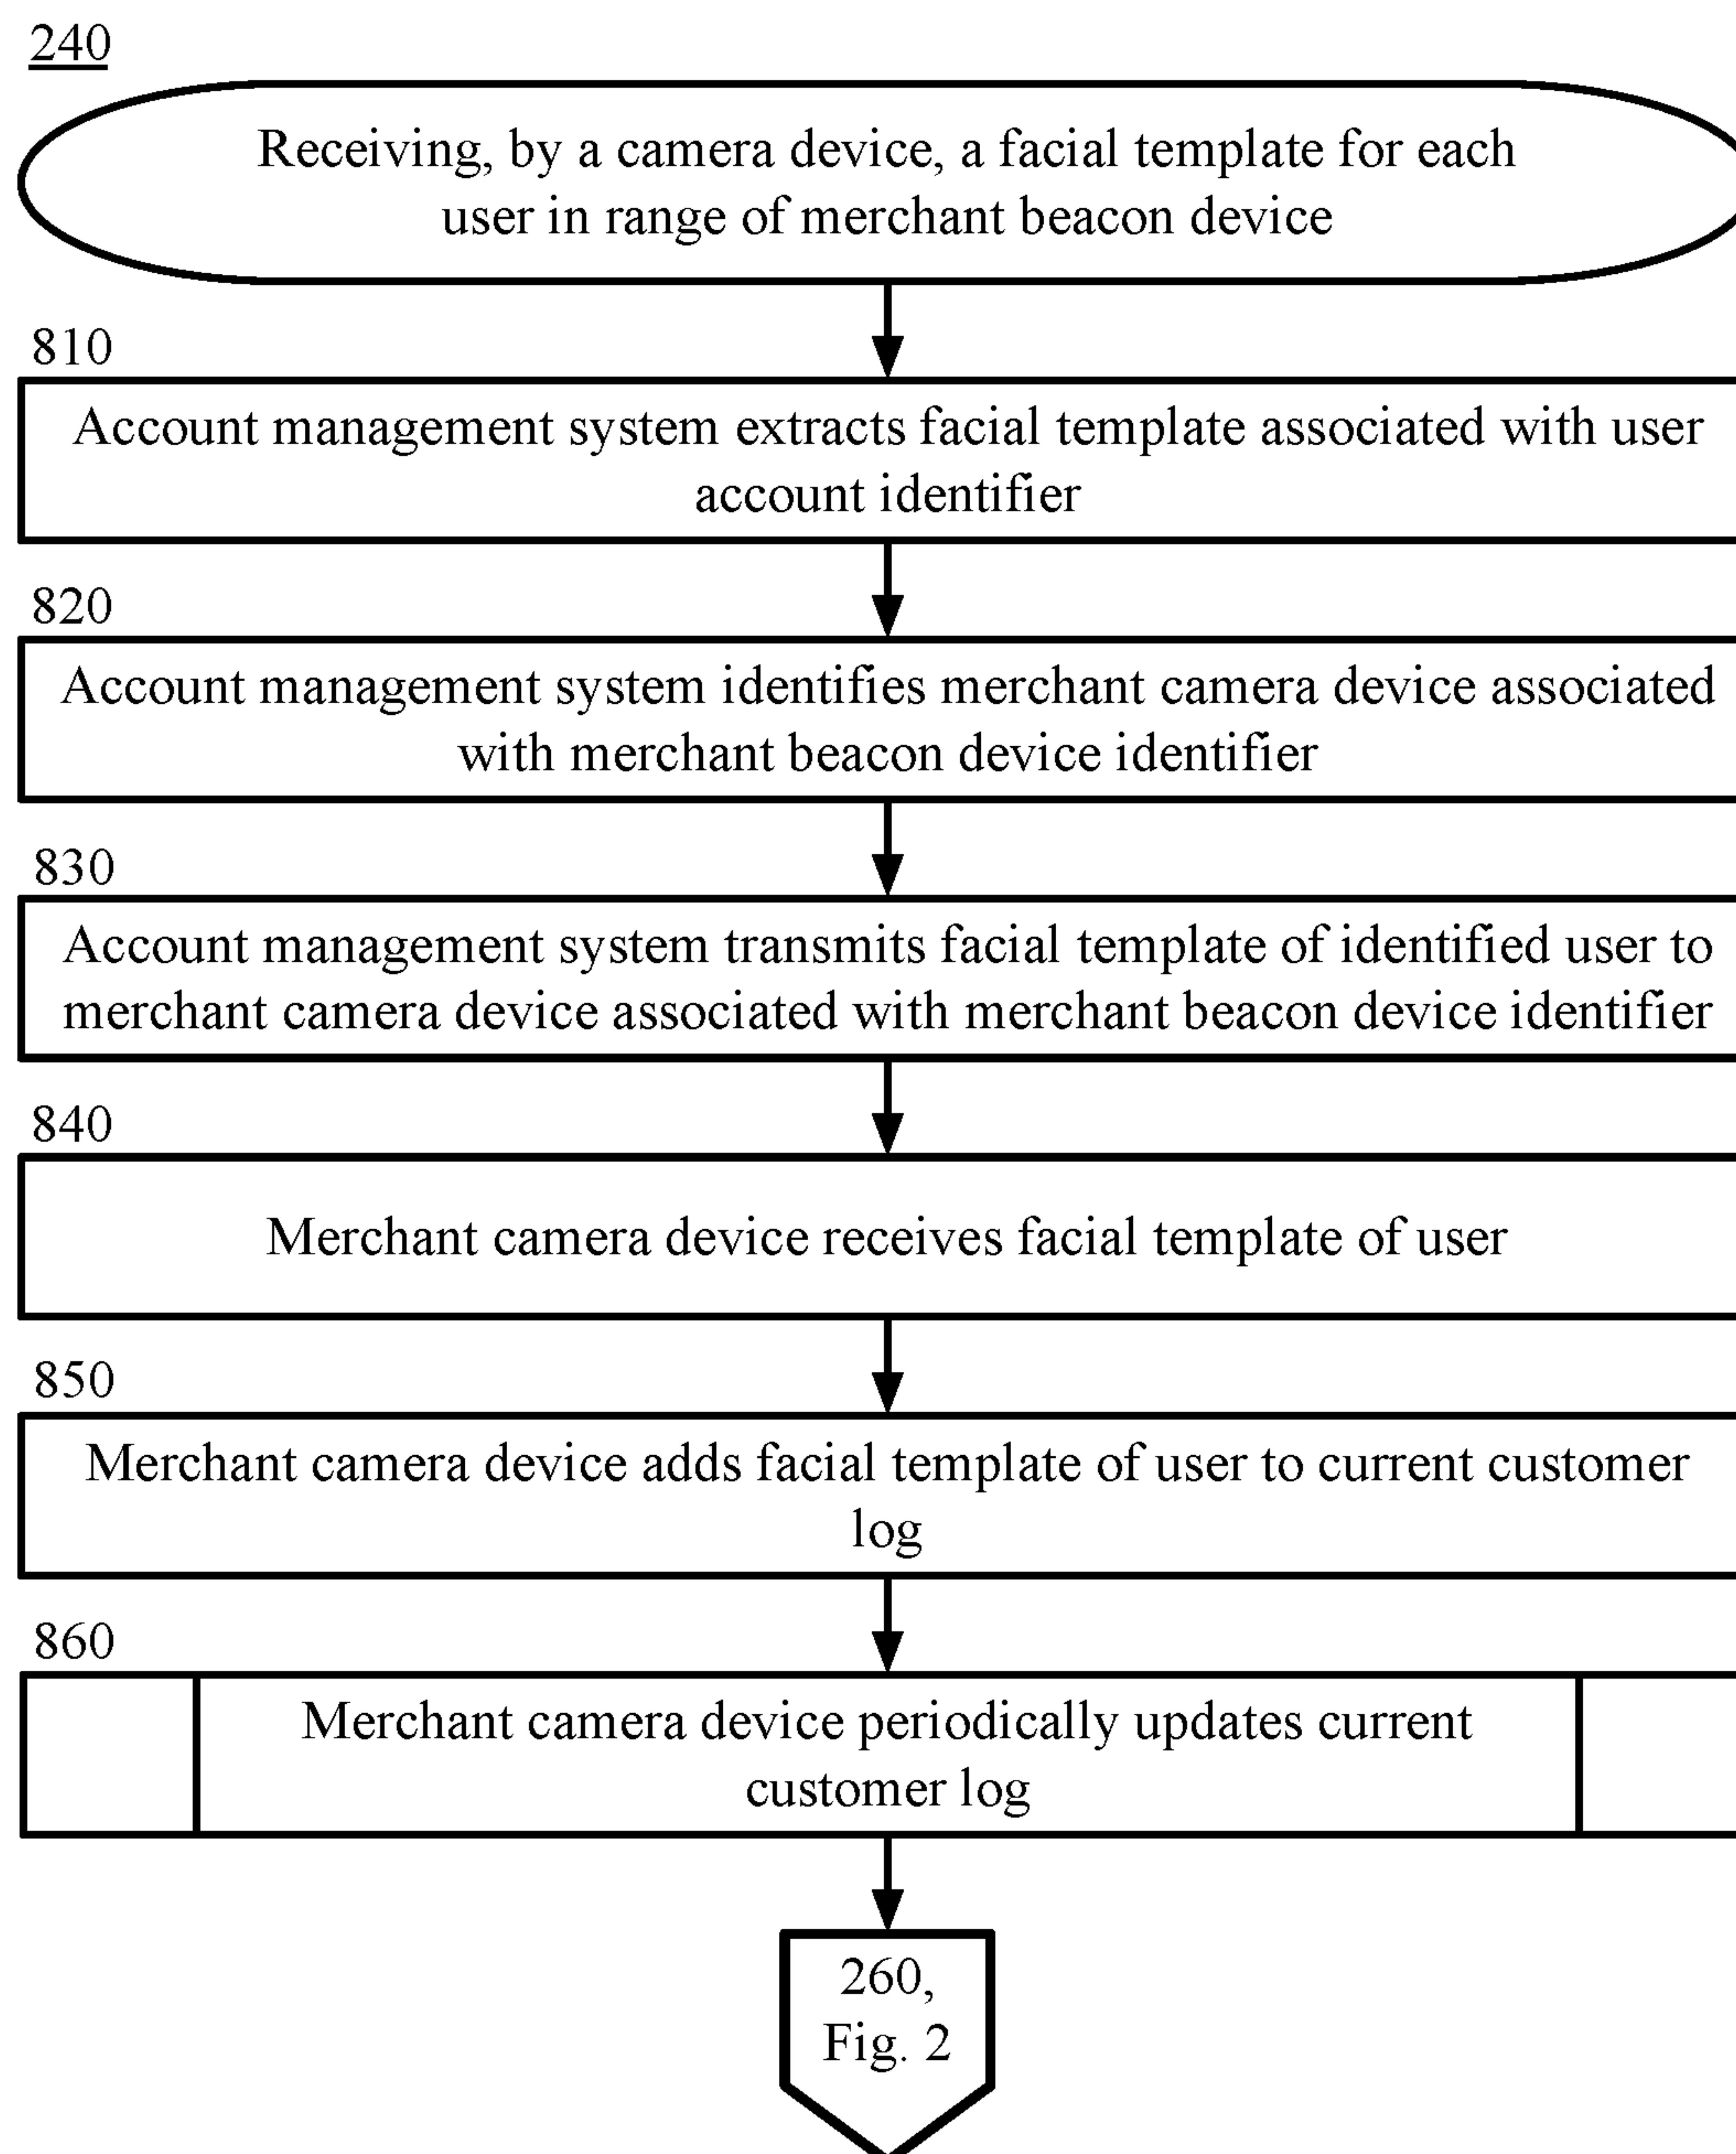 240
Receiving, by a camera device, a facial template for each
user in range of merchant beacon device
810
Account management system extracts facial template associated with user
account identifier
820
Account management system identifies merchant camera device associated
with merchant beacon device identifier
830
Account management system transmits facial template of identified user to
merchant camera device associated with merchant beacon device identifier
840
Merchant camera device receives facial template of user
850
Merchant camera device adds facial template of user to current customer
log
860
Merchant camera device periodically updates current
customer log
260,
Fig. 2